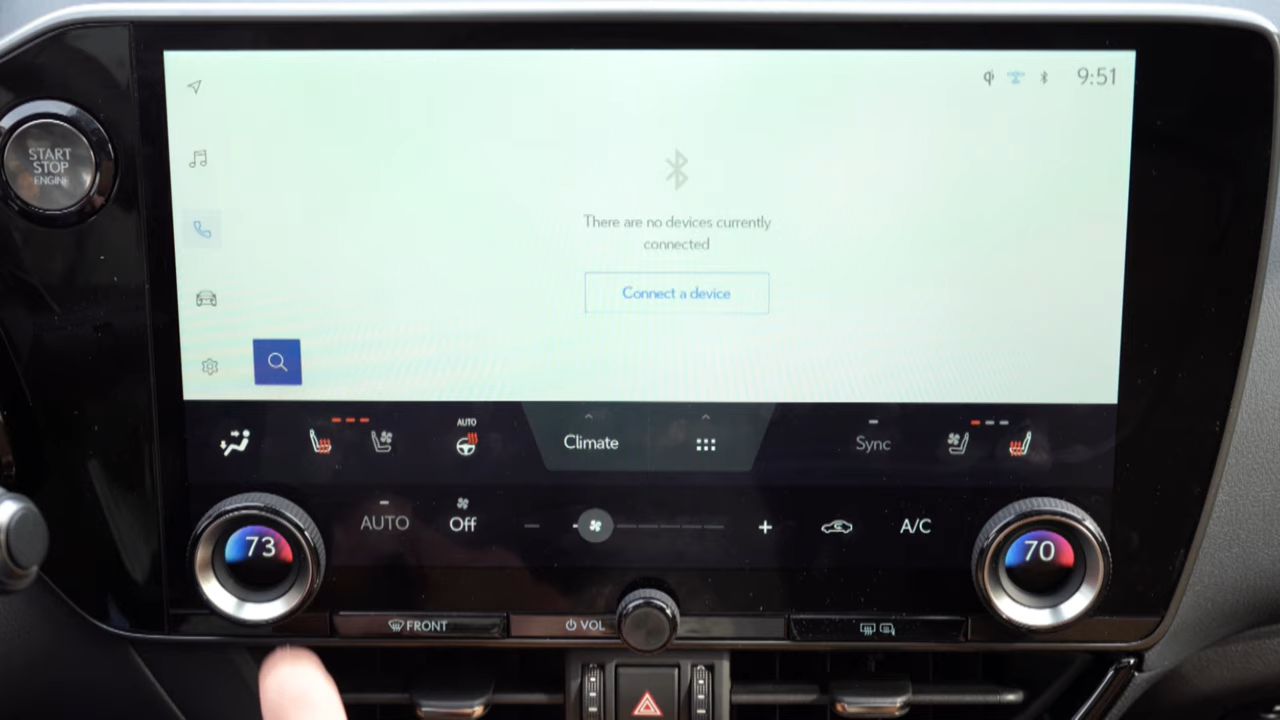 9:51
START
STOP
ENGINE
There are no devices currently
connected
Connect a device
AUTO
Climate
Sync
AUTO
Off
A/C
73
70
FRONT
VOL